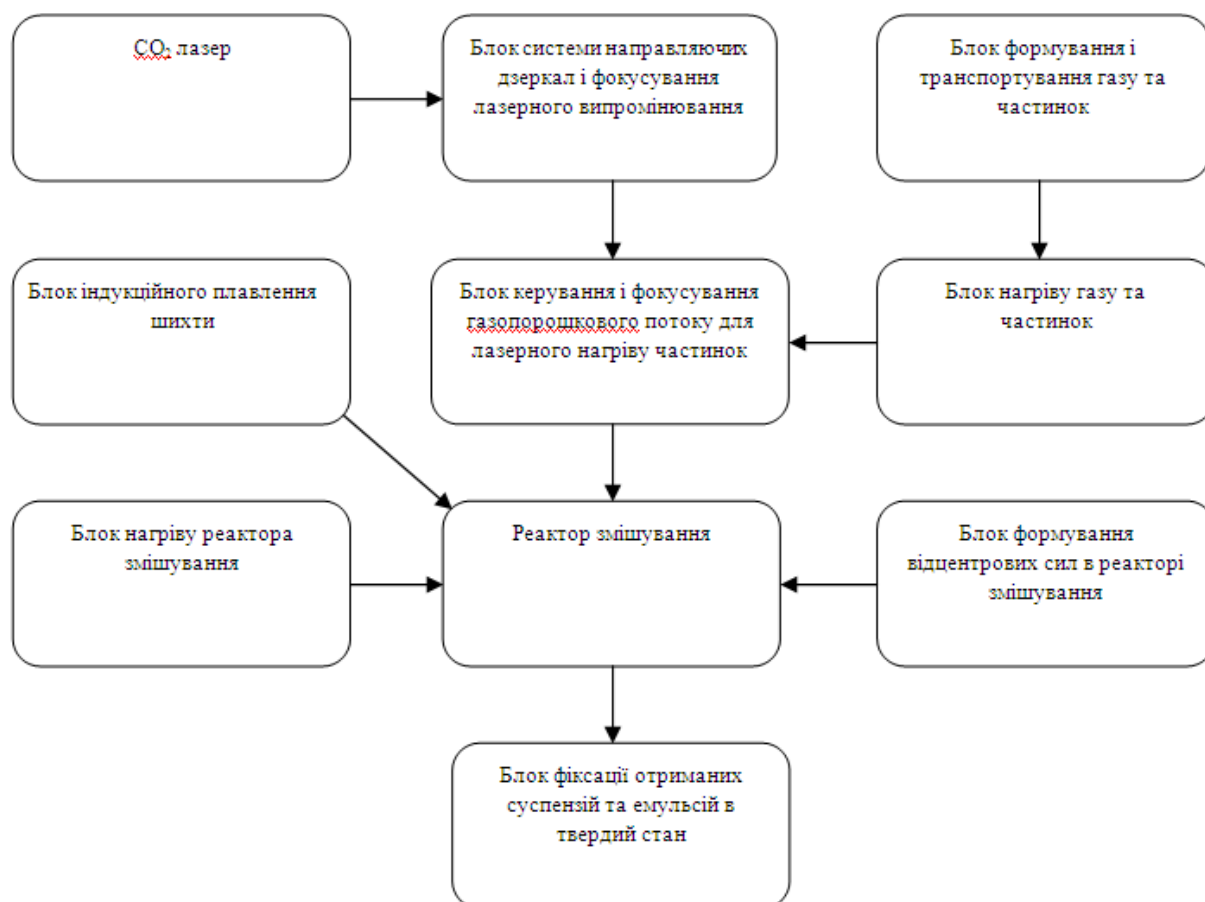 CO₂ лазер
Блок системи направляючих
дзеркал і фокусування
лазерного випромінювання
Блок формування і
транспортування газу та
частинок
Блок індукційного плавлення
шихти
Блок керування і фокусування
газопорошкового потоку для
лазерного нагріву частинок
Блок нагріву газу та
частинок
Блок нагріву реактора
змішування
Реактор змішування
Блок формування
відцентрових сил в реакторі
змішування
Блок фіксації отриманих
суспензій та емульсій в
твердий стан